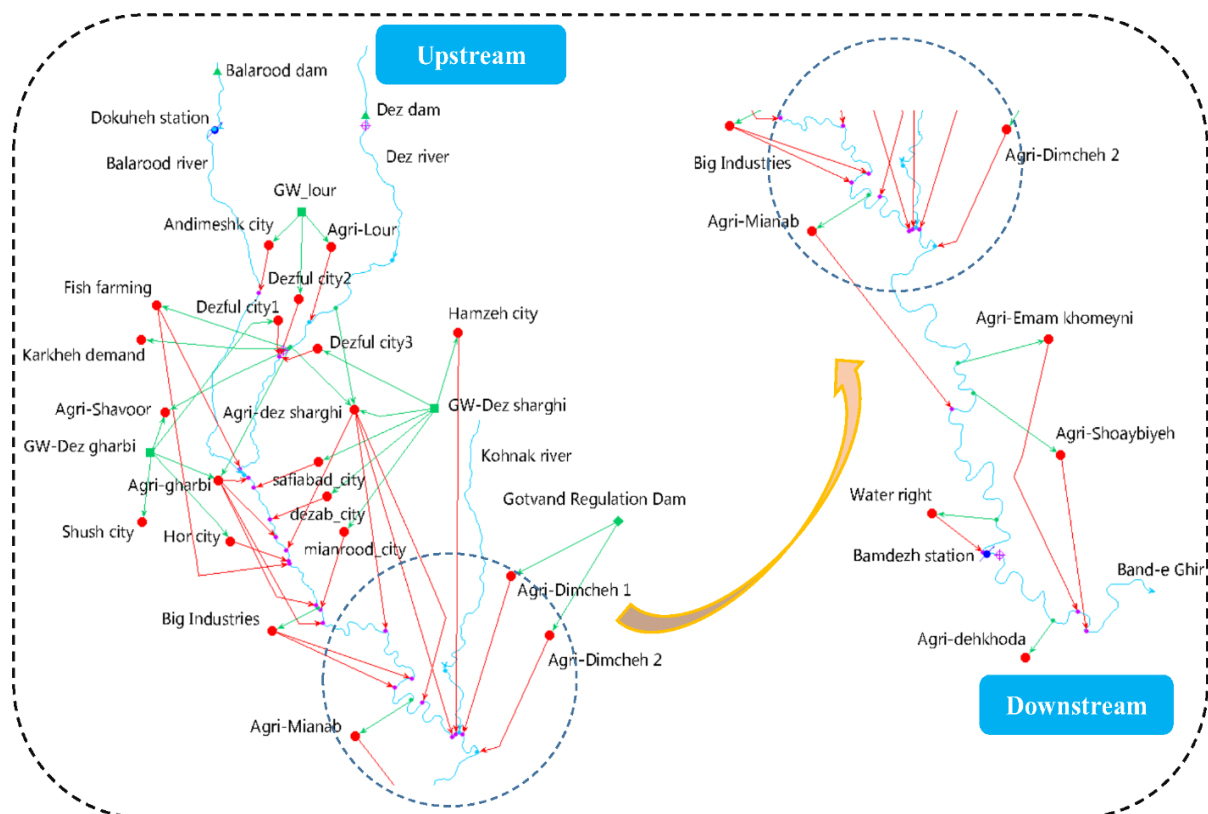 Upstream
Balarood dam
Dez dam
Dokuheh station
Balarood river
Dez river
GW_lour
Andimeshk city
Agri-Lour
Dezful city2
Fish farming
Dezful city1
Hamzeh city
Karkheh demand
Dezful city3
Agri-Shavoor
Agri-dez sharghi
GW-Dez sharghi
GW-Dez gharbi
Kohnak river
Agri-gharbi
safiabad_city
Gotvand Regulation Dam
dezab_city
Shush city
Hor city
mianrood_city
Agri-Dimcheh 1
Big Industries
Agri-Dimcheh 2
Agri-Mianab
Big Industries
Agri-Dimcheh 2
Agri-Mianab
Agri-Emam khomeyni
Agri-Shoaybiyeh
Water right
Bamdezh station
Band-e Ghir
Agri-dehkhoda
Downstream